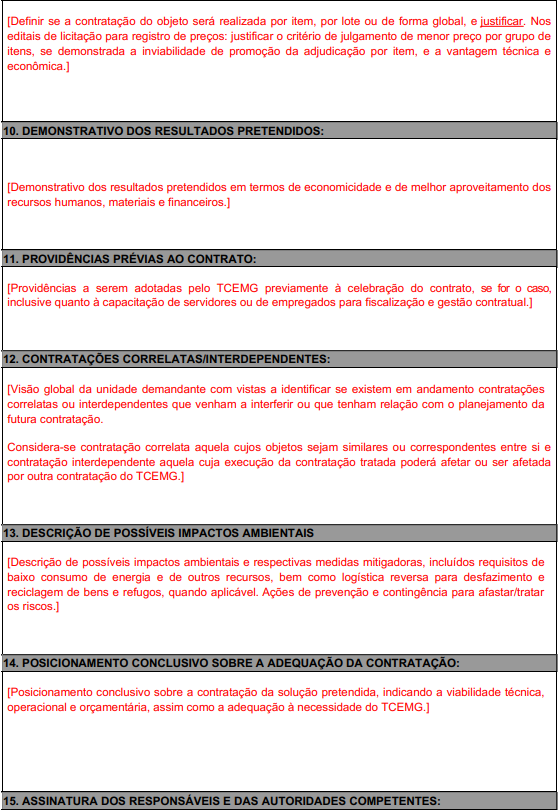 [Definir se a contratação do objeto será realizada por item, por lote ou de forma global, e justificar. Nos
editais de licitação para registro de preços: justificar o critério de julgamento de menor preço por grupo de
itens, se demonstrada a inviabilidade de promoção da adjudicação por item, e a vantagem técnica e
econômica.]
10. DEMONSTRATIVO DOS RESULTADOS PRETENDIDOS:
[Demonstrativo dos resultados pretendidos em termos de economicidade e de melhor aproveitamento dos
recursos humanos, materiais e financeiros.]
11. PROVIDÊNCIAS PRÉVIAS AO CONTRATO:
[Providências a serem adotadas pelo TCEMG previamente à celebração do contrato, se for o caso,
inclusive quanto à capacitação de servidores ou de empregados para fiscalização e gestão contratual.]
12. CONTRATAÇÕES CORRELATAS/INTERDEPENDENTES:
[Visão global da unidade demandante com vistas a identificar se existem em andamento contratações
correlatas ou interdependentes que venham a interferir ou que tenham relação com o planejamento da
futura contratação.
Considera-se contratação correlata aquela cujos objetos sejam similares ou correspondentes entre si e
contratação interdependente aquela cuja execução da contratação tratada poderá afetar ou ser afetada
por outra contratação do TCEMG.]
13. DESCRIÇÃO DE POSSÍVEIS IMPACTOS AMBIENTAIS
[Descrição de possíveis impactos ambientais e respectivas medidas mitigadoras, incluídos requisitos de
baixo consumo de energia e de outros recursos, bem como logística reversa para desfazimento e
reciclagem de bens e refugos, quando aplicável. Ações de prevenção e contingência para afastar/tratar
os riscos.]
14. POSICIONAMENTO CONCLUSIVO SOBRE A ADEQUAÇÃO DA CONTRATAÇÃO:
[Posicionamento conclusivo sobre a contratação da solução pretendida, indicando a viabilidade técnica,
operacional e orçamentária, assim como a adequação à necessidade do TCEMG.]
15. ASSINATURA DOS RESPONSÁVEIS E DAS AUTORIDADES COMPETENTES: